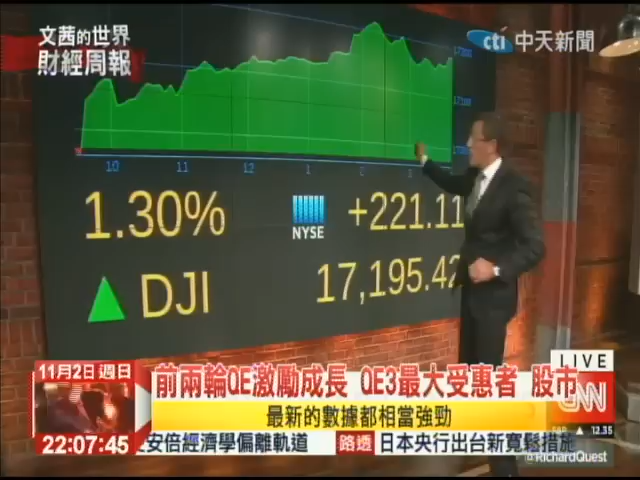 文茜的世界
財經周報
cti 中天新聞
10 11 12 1 2
1.30%
NYSE
+221.11
DJI
17,195.42
11月2日 週日
22:07:45
前兩輪QE激勵成長 QE3最大受惠者 股市
最新的數據都相當強勁
安倍經濟學偏離軌道 路透 日本央行出台新寬鬆措施
LIVE
CNN
▲ 12.35
@RichardQuest